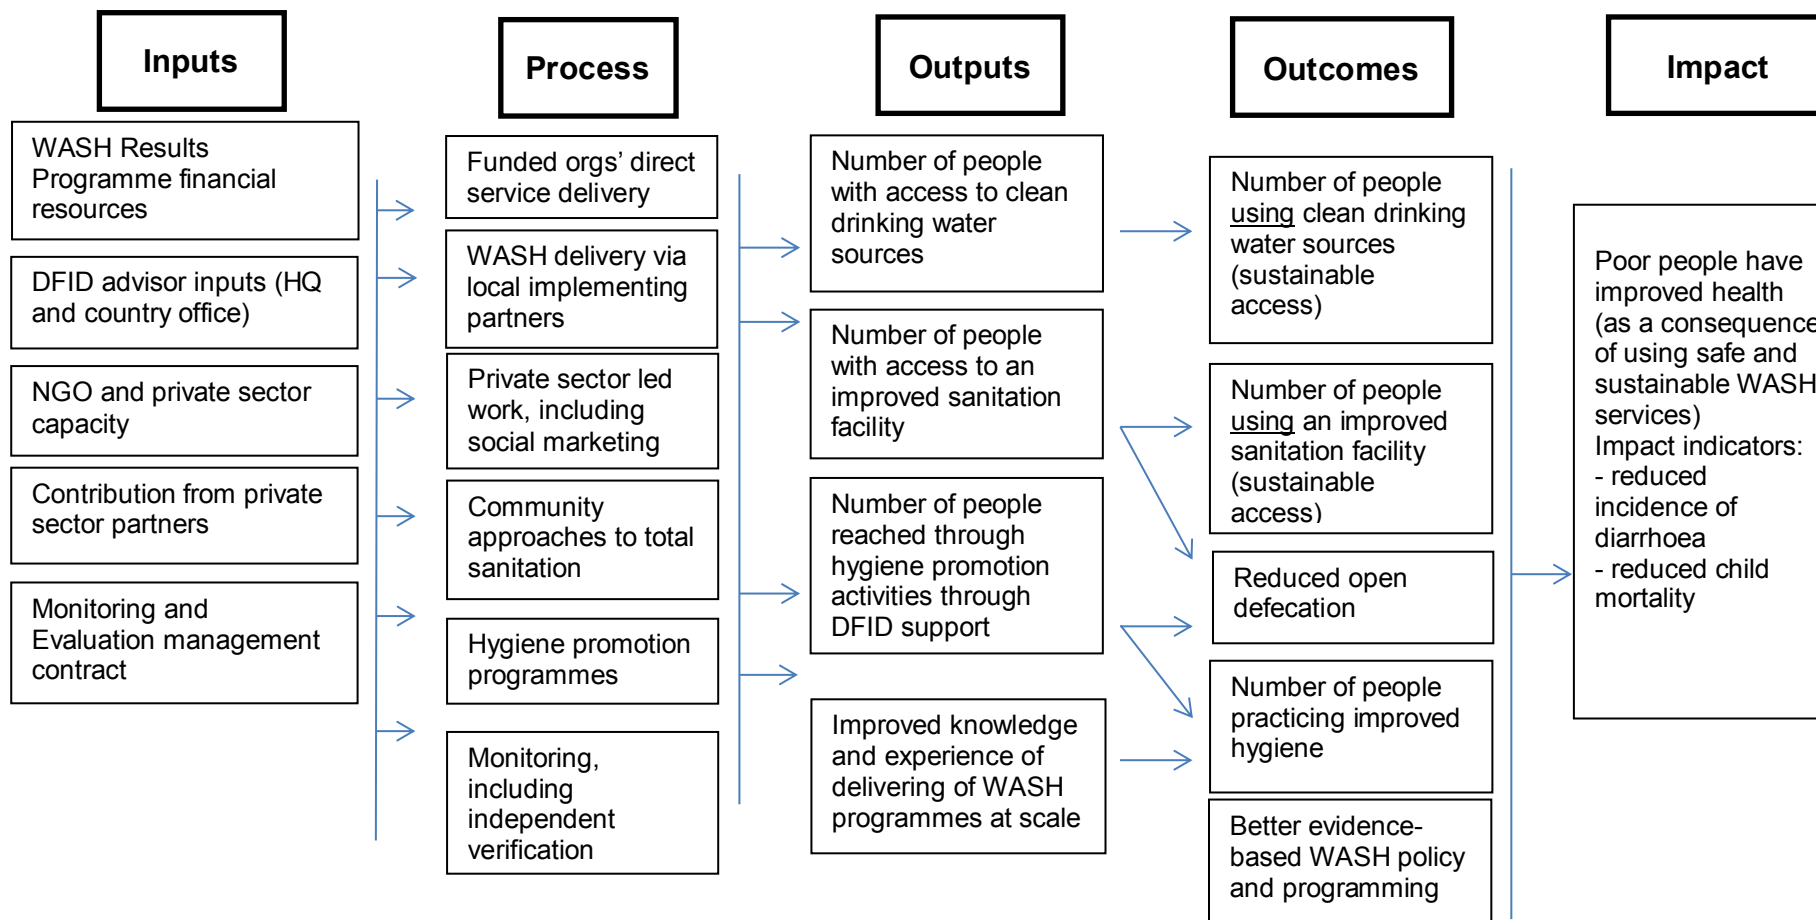 Inputs
Process
Outputs
Outcomes
Impact
WASH Results
Programme financial
resources
DFID advisor inputs (HQ
and country office)
NGO and private sector
capacity
Contribution from private
sector partners
Monitoring and
Evaluation management
contract
Funded orgs’ direct
service delivery
WASH delivery via
local implementing
partners
Private sector led
work, including
social marketing
Community
approaches to total
sanitation
Hygiene promotion
programmes
Monitoring,
including
independent
verification
Number of people
with access to clean
drinking water
sources
Number of people
with access to an
improved sanitation
facility
Number of people
reached through
hygiene promotion
activities through
DFID support
Improved knowledge
and experience of
delivering of WASH
programmes at scale
Number of people
using clean drinking
water sources
(sustainable
access)
Number of people
using an improved
sanitation facility
(sustainable
access)
Reduced open
defecation
Number of people
practicing improved
hygiene
Better evidence-
based WASH policy
and programming
Poor people have
improved health
(as a consequence
of using safe and
sustainable WASH
services)
Impact indicators:
- reduced
incidence of
diarrhoea
- reduced child
mortality